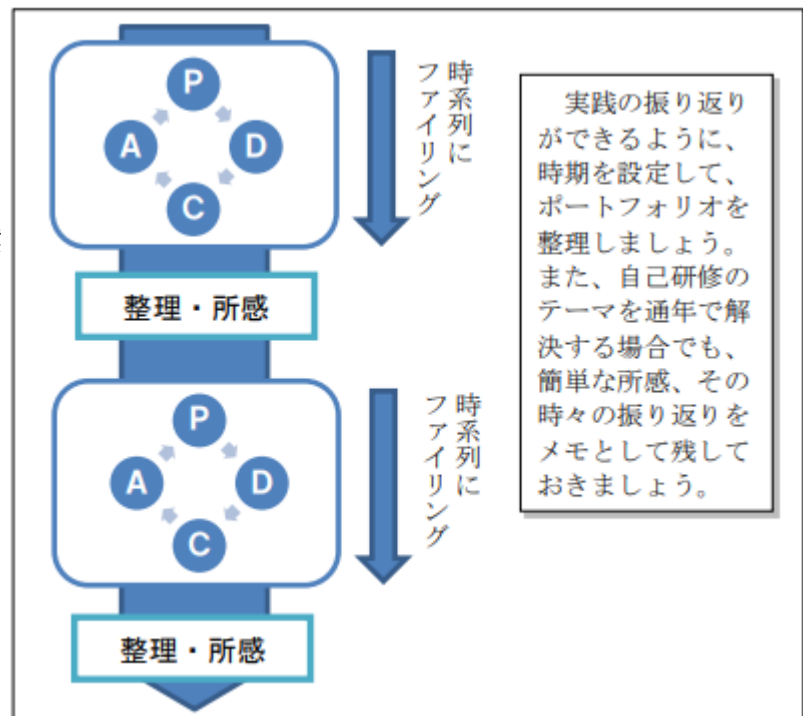 P
A
D
C
時系列に
ファイリング
整理・所感
実践の振り返り
ができるように、
時期を設定して、
ポートフォリオを
整理しましょう。
また、自己研修の
テーマを通年で解
決する場合でも、
簡単な所感、その
時々の振り返りを
メモとして残して
おきましょう。
P
A
D
C
時系列に
ファイリング
整理・所感